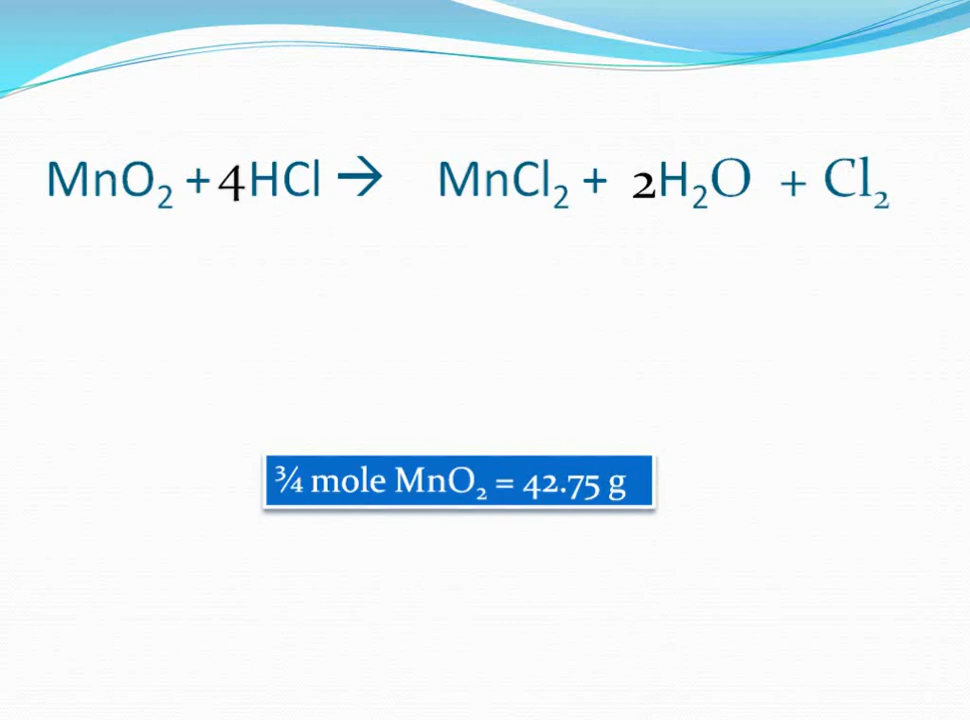 MnO₂ + 4HCl → MnCl₂ + 2H₂O + Cl₂
¾ mole MnO₂ = 42.75 g